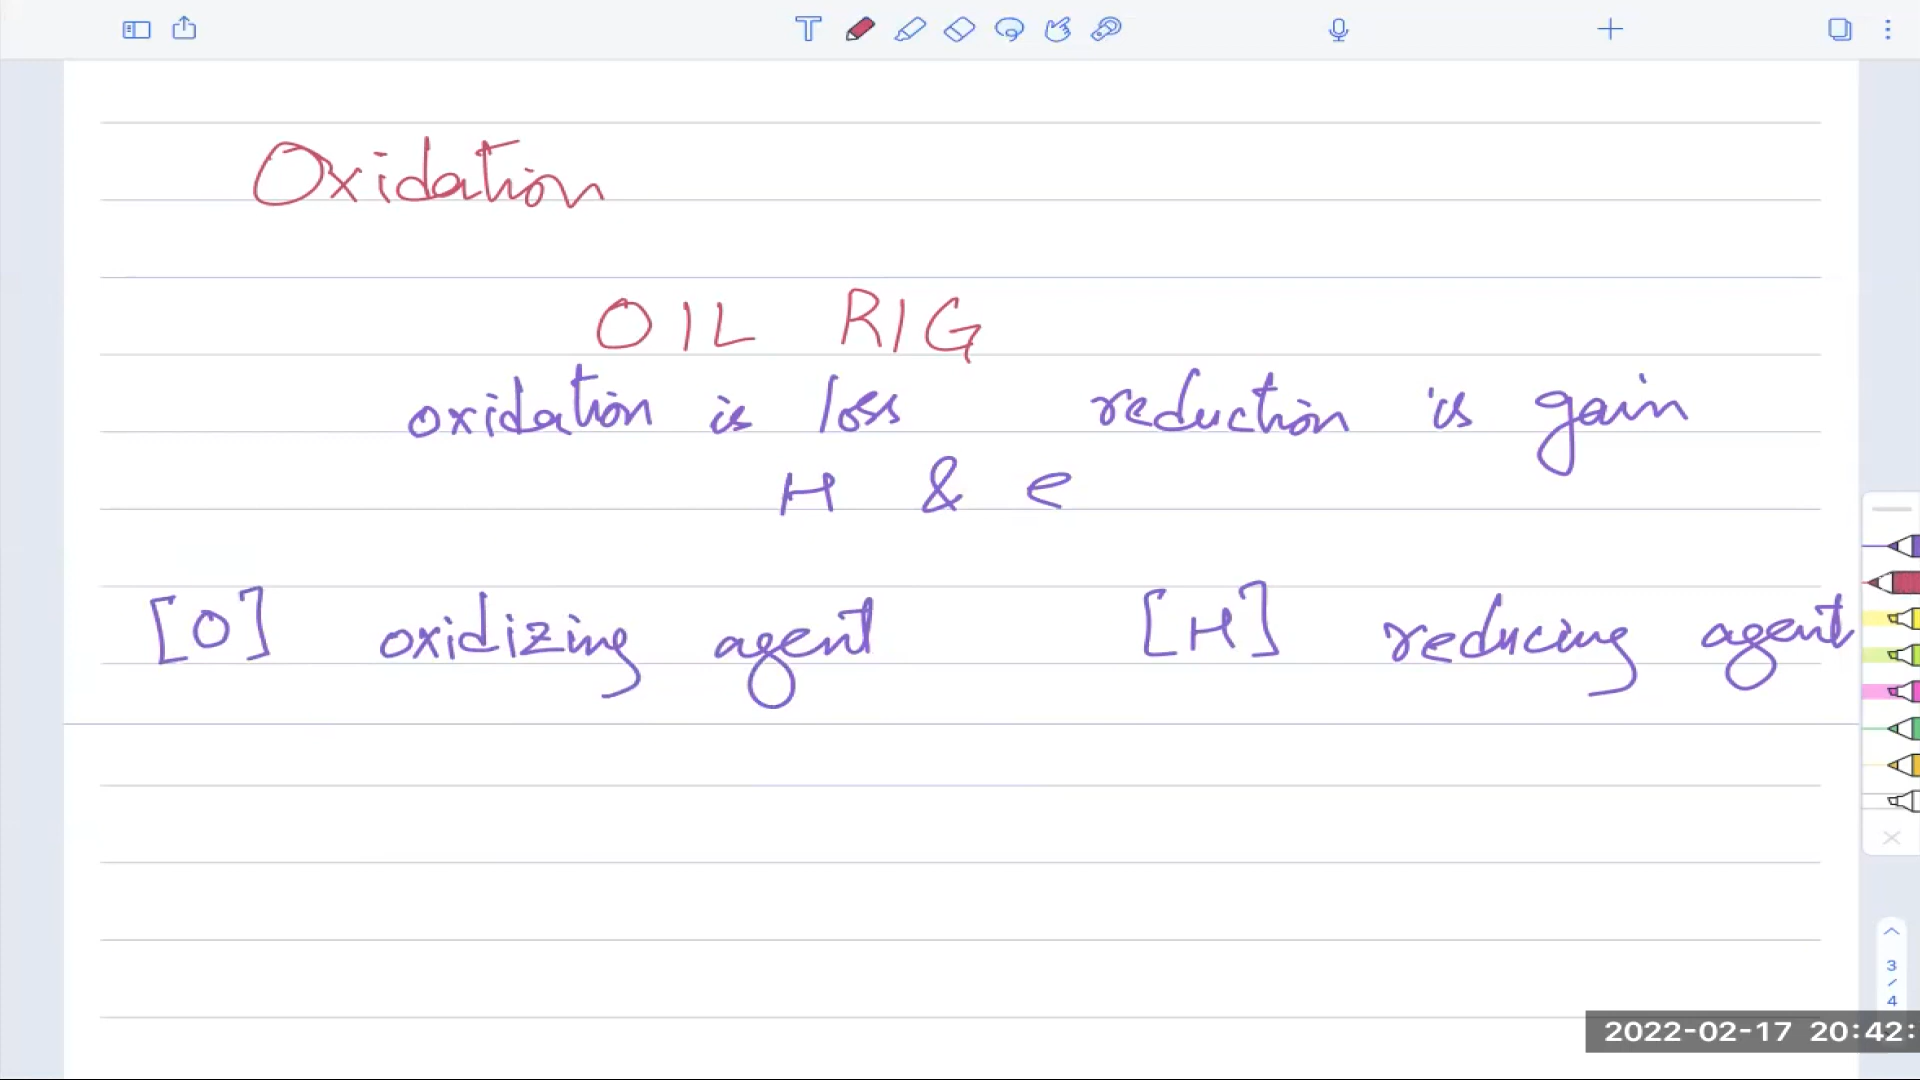 Oxidation
OIL RIG
oxidation is loss reduction is gain
H & e
[O] oxidizing agent [H] reducing agent
3
/
4
2022-02-17 20:42: